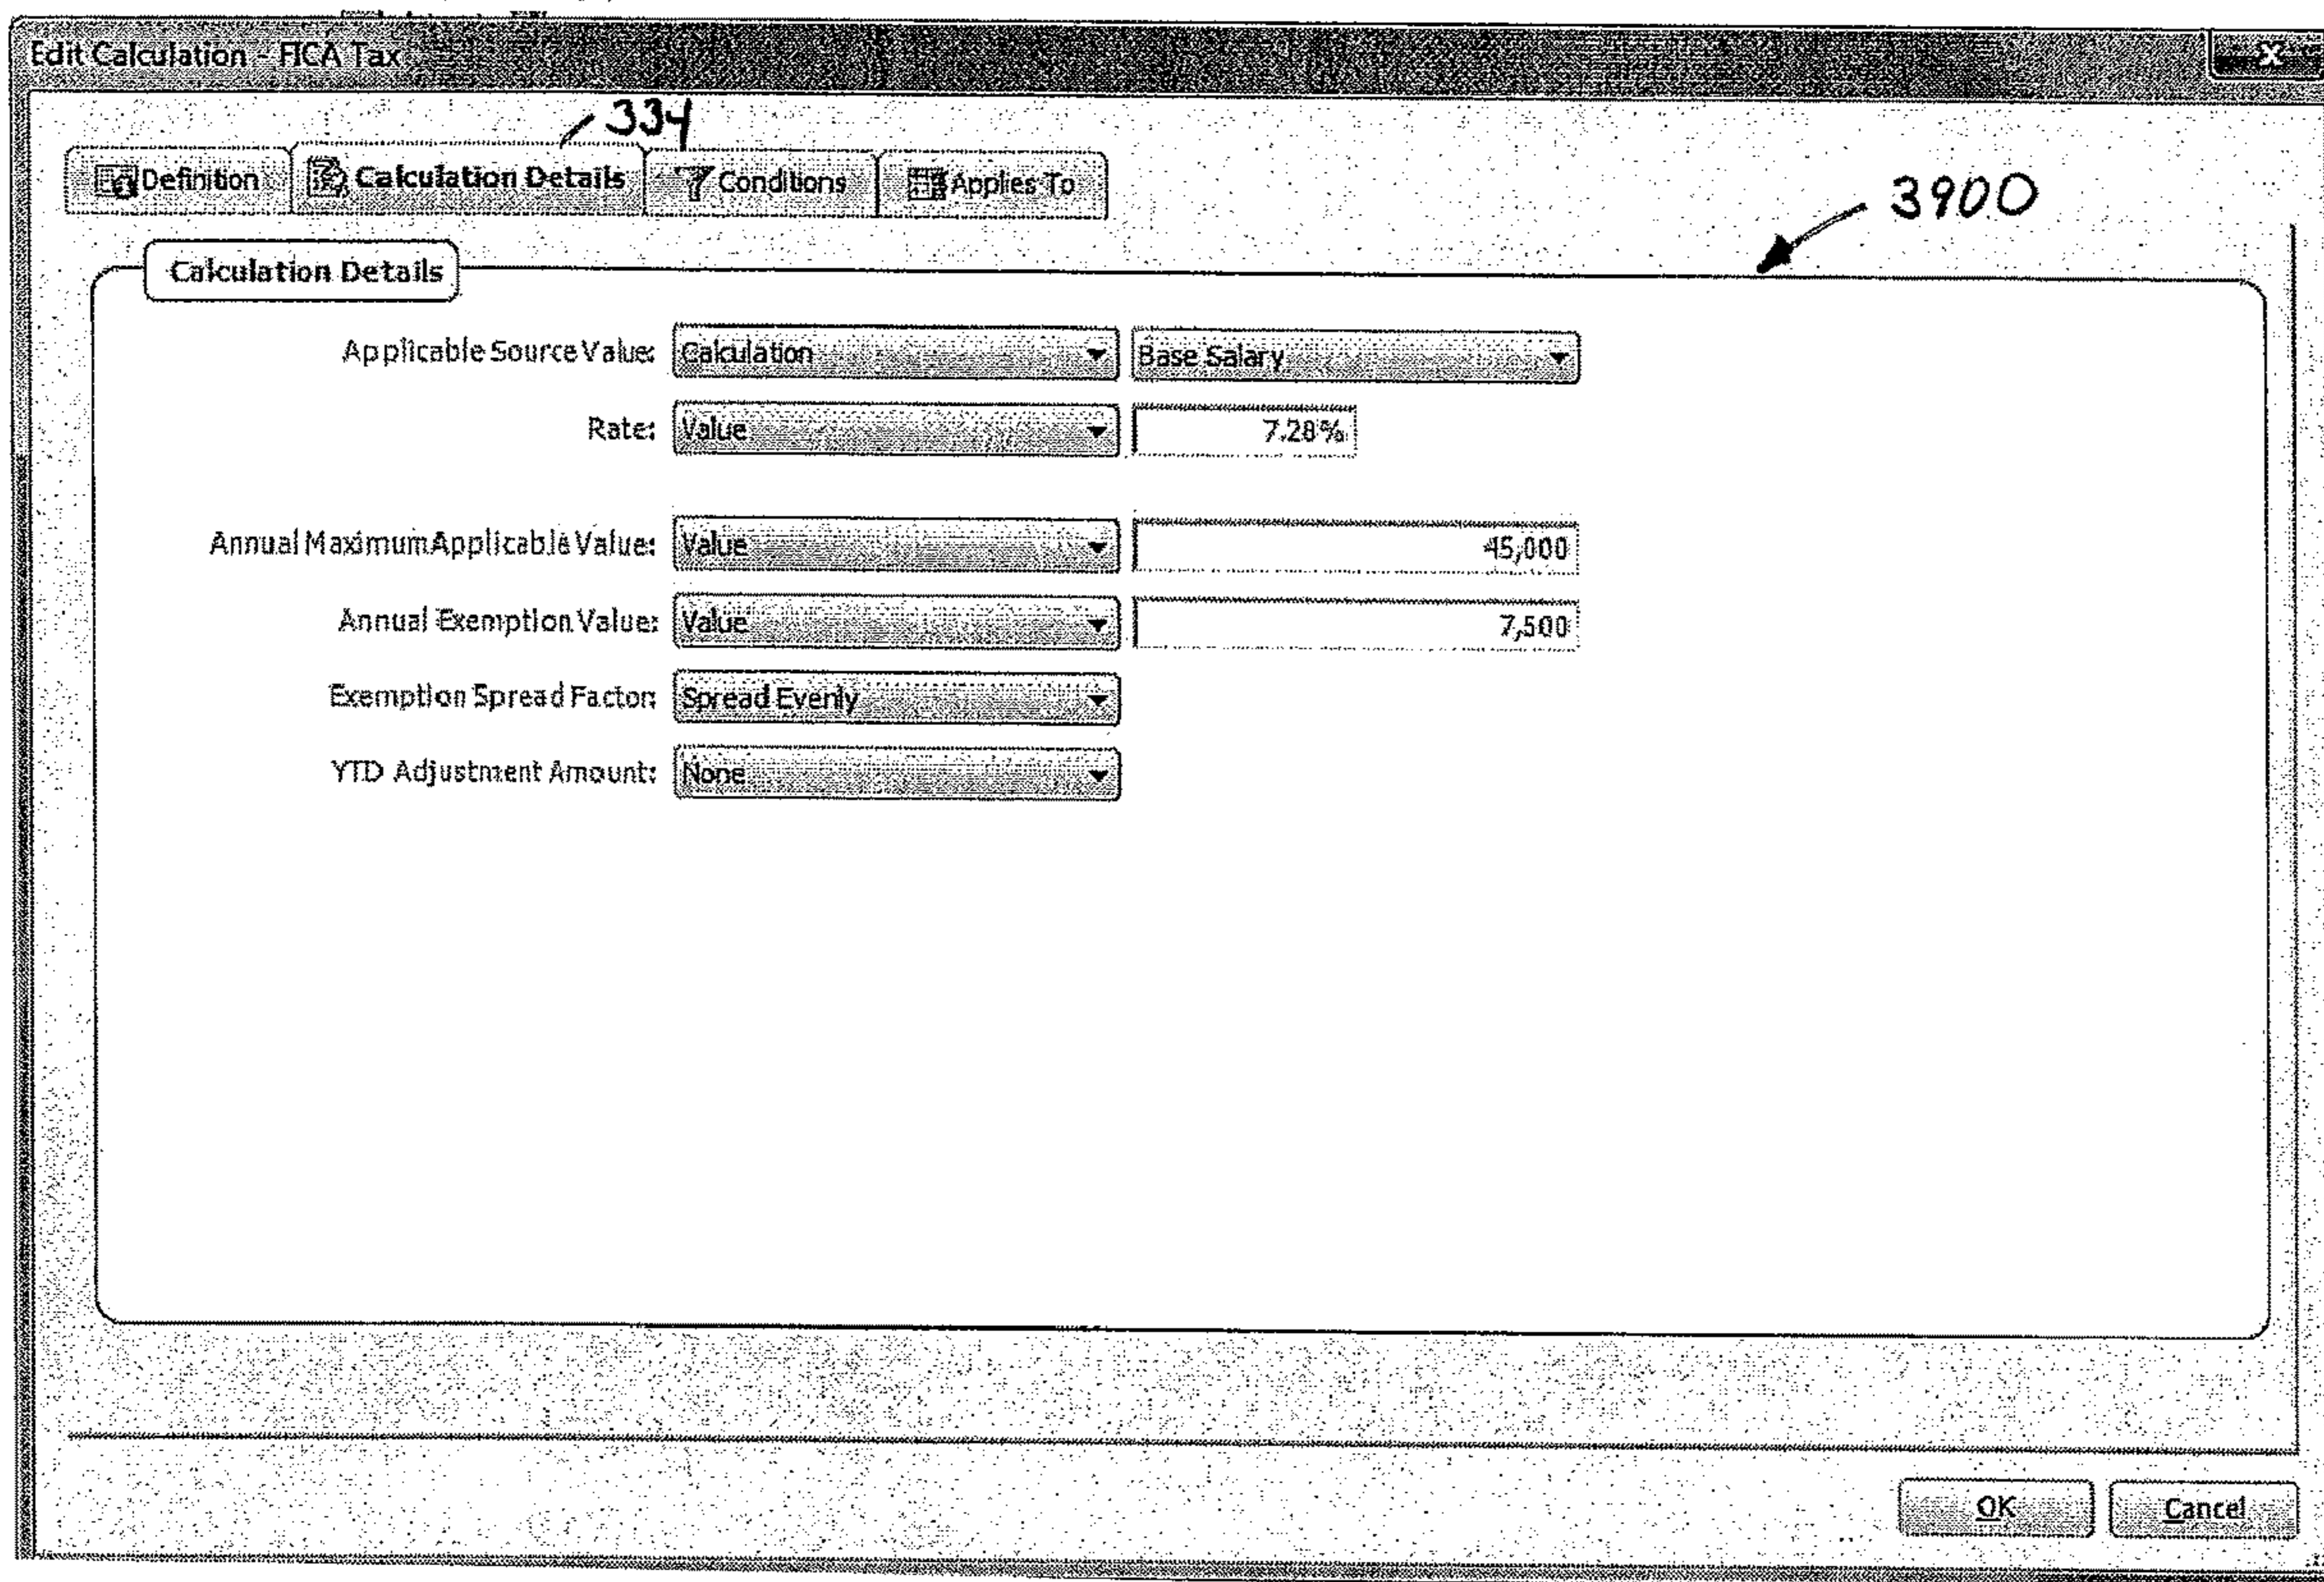 Edit Calculation - FICA Tax
334
Definition Calculation Details Conditions Applies To
3900
Calculation Details
Applicable Source Value: Calculation Base Salary
Rate: Value 7.28%
Annual Maximum Applicable Value: Value 45,000
Annual Exemption Value: Value 7,500
Exemption Spread Factor: Spread Evenly
YTD Adjustment Amount: None
OK Cancel